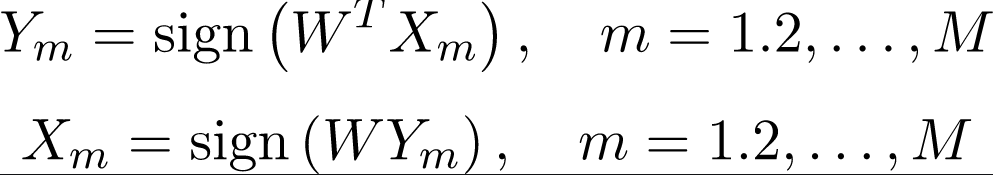 Y_m = sign (W^T X_m), m = 1.2, . . . , M
X_m = sign (W Y_m), m = 1.2, . . . , M